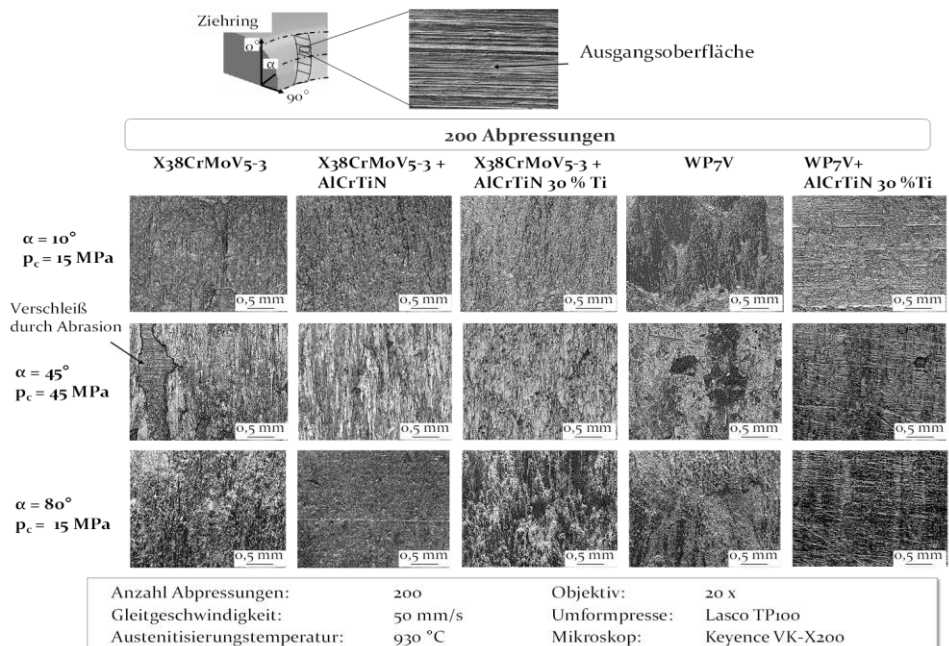 Ziehring
0°
α
90°
Ausgangsoberfläche
200 Abpressungen
X38CrMoV5-3
X38CrMoV5-3 +
AlCrTiN
X38CrMoV5-3 +
AlCrTiN 30 % Ti
WP7V
WP7V+
AlCrTiN 30 %Ti
α = 10°
p_c = 15 MPa
0,5 mm
0,5 mm
0,5 mm
0,5 mm
0,5 mm
Verschleiß
durch Abrasion
α = 45°
p_c = 45 MPa
0,5 mm
0,5 mm
0,5 mm
0,5 mm
0,5 mm
α = 80°
p_c = 15 MPa
0,5 mm
0,5 mm
0,5 mm
0,5 mm
0,5 mm
Anzahl Abpressungen: 200 Objektiv: 20 x
Gleitgeschwindigkeit: 50 mm/s Umformpresse: Lasco TP100
Austenitisierungstemperatur: 930 °C Mikroskop: Keyence VK-X200